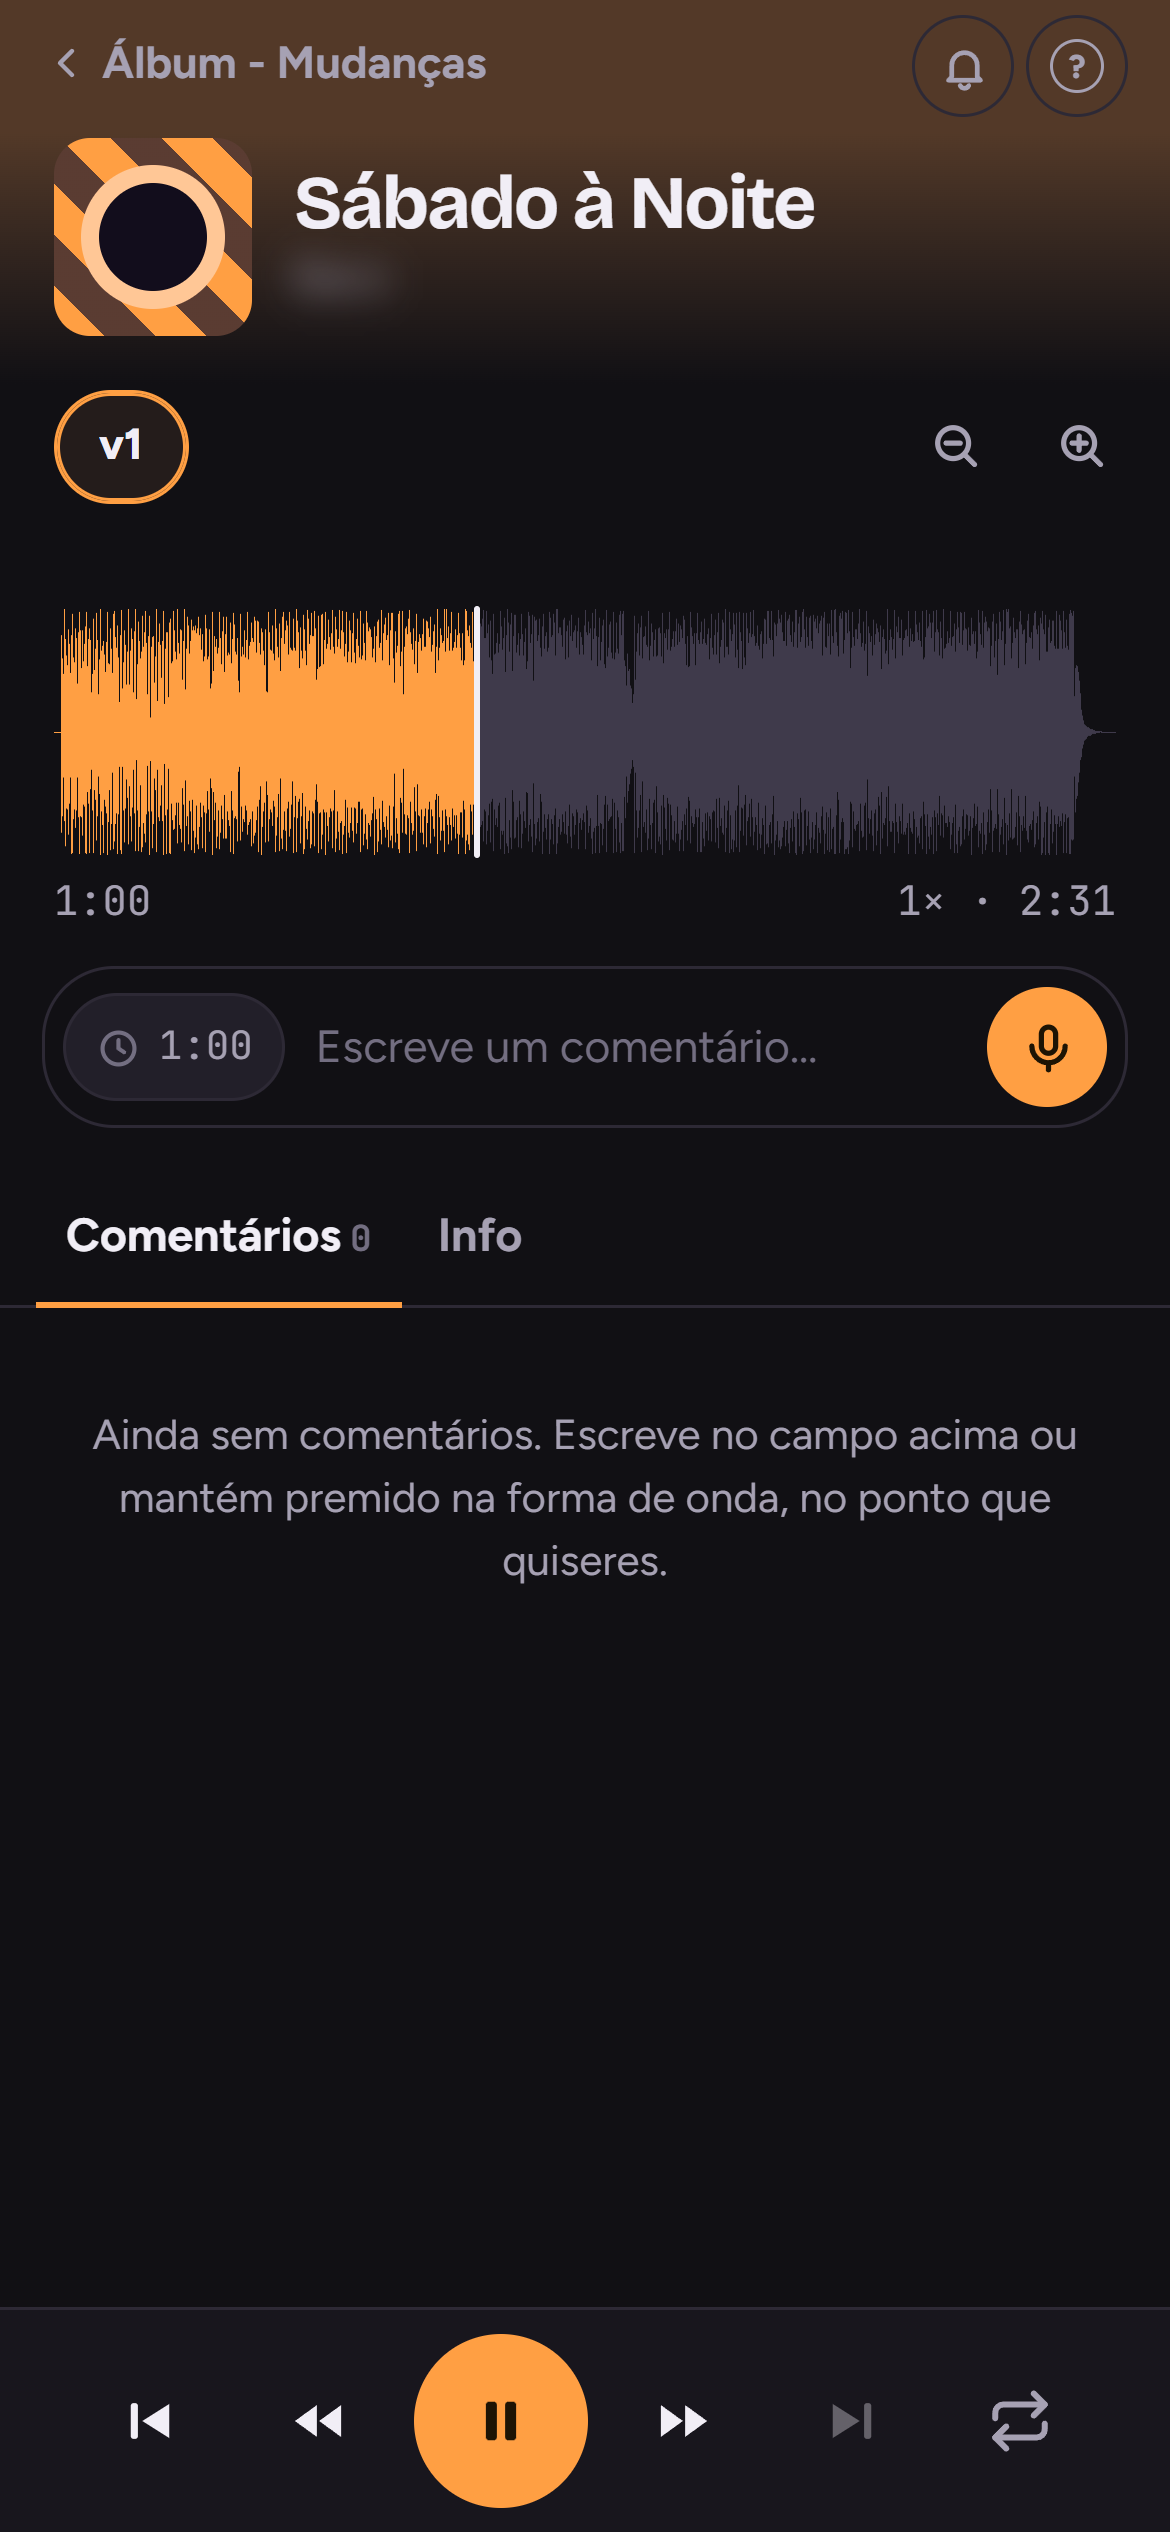 Álbum - Mudanças
?
Sábado à Noite
v1
1:00
1× · 2:31
1:00 Escreve um comentário...
Comentários 0 Info
Ainda sem comentários. Escreve no campo acima ou
mantém premido na forma de onda, no ponto que
quiseres.